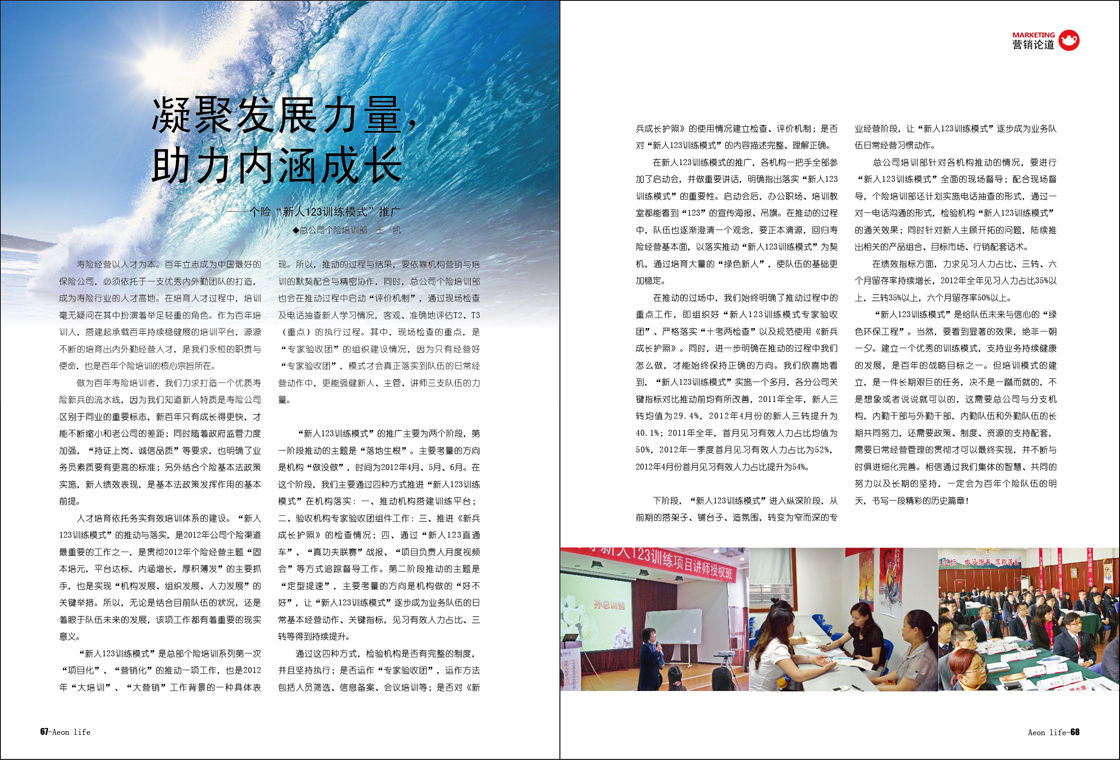 凝聚发展力量，
助力内涵成长
——个险“新人123训练模式”推广
◆总公司个险培训部　王　凯
寿险经营以人才为本。百年立志成为中国最好的
保险公司，必须依托于一支优秀内外勤团队的打造，
成为寿险行业的人才高地。在培育人才过程中，培训
毫无疑问在其中扮演着举足轻重的角色。作为百年培
训人，搭建起承载百年持续稳健展的培训平台，源源
不断的培育出内外勤经营人才，是我们永恒的职责与
使命，也是百年个险培训的核心宗旨所在。
做为百年寿险培训者，我们力求打造一个优质寿
险新兵的流水线，因为我们知道新人特质是寿险公司
区别于同业的重要标志，新百年只有成长得更快，才
能不断缩小和老公司的差距；同时随着政府监管力度
加强，“持证上岗、诚信品质”等要求，也明确了业
务员素质要有更高的标准；另外结合个险基本法政策
实施，新人绩效表现，是基本法政策发挥作用的基本
前提。
人才培育依托务实有效培训体系的建设。“新人
123训练模式”的推动与落实，是2012年公司个险渠道
最重要的工作之一，是贯彻2012年个险经营主题“固
本培元，平台达标，内涵增长，厚积薄发”的主要抓
手，也是实现“机构发展、组织发展、人力发展”的
关键举措。所以，无论是结合目前队伍的状况，还是
着眼于队伍未来的发展，该项工作都有着重要的现实
意义。
“新人123训练模式”是总部个险培训系列第一次
“项目化”、“营销化”的推动一项工作，也是2012
年“大培训”、“大营销”工作背景的一种具体表
现。所以，推动的过程与结果，要依靠机构营销与培
训的默契配合与精密协作，同时，总公司个险培训部
也会在推动过程中启动“评价机制”，通过现场检查
及电话抽查新人学习情况，客观、准确地评估T2、T3
（重点）的执行过程。其中，现场检查的重点，是
“专家验收团”的组织建设情况，因为只有经营好
“专家验收团”，模式才会真正落实到队伍的日常经
营动作中，更能强健新人、主管、讲师三支队伍的力
量。
“新人123训练模式”的推广主要为两个阶段，第
一阶段推动的主题是“落地生根”。主要考量的方向
是机构“做没做”，时间为2012年4月、5月、6月。在
这个阶段，我们主要通过四种方式推进“新人123训练
模式”在机构落实：一、推动机构搭建训练平台；
二、验收机构专家验收团组件工作；三、推进《新兵
成长护照》的检查情况；四、通过“新人123直通
车”、“真功夫联赛”战报、“项目负责人月度视频
会”等方式追踪督导工作。第二阶段推动的主题是
“定型提速”，主要考量的方向是机构做的“好不
好”，让“新人123训练模式”逐步成为业务队伍的日
常基本经营动作、关键指标，见习有效人力占比、三
转等得到持续提升。
通过这四种方式，检验机构是否有完整的制度，
并且坚持执行；是否运作“专家验收团”，运作方法
包括人员筛选、信息备案、会议培训等；是否对《新
67-Aeon life
MARKETING
营销论道
兵成长护照》的使用情况建立检查、评价机制；是否
对“新人123训练模式”的内容描述完整、理解正确。
在新人123训练模式的推广，各机构一把手全部参
加了启动会，并做重要讲话，明确指出落实“新人123
训练模式”的重要性。启动会后，办公职场、培训教
室都能看到“123”的宣传海报、吊旗。在推动的过程
中，队伍也逐渐澄清一个观念，要正本清源，回归寿
险经营基本面，以落实推动“新人123训练模式”为契
机，通过培育大量的“绿色新人”，使队伍的基础更
加稳定。
在推动的过场中，我们始终明确了推动过程中的
重点工作，即组织好“新人123训练模式专家验收
团”、严格落实“十考两检查”以及规范使用《新兵
成长护照》。同时，进一步明确在推动的过程中我们
怎么做，才能始终保持正确的方向。我们欣喜地看
到，“新人123训练模式”实施一个多月，各分公司关
键指标对比推动前均有所改善，2011年全年，新人三
转均值为29.4%，2012年4月份的新人三转提升为
40.1%；2011年全年，首月见习有效人力占比均值为
50%，2012年一季度首月见习有效人力占比为52%，
2012年4月份首月见习有效人力占比提升为54%。
下阶段，“新人123训练模式”进入纵深阶段，从
前期的搭架子、铺台子、造氛围，转变为窄而深的专
业经营阶段，让“新人123训练模式”逐步成为业务队
伍日常经营习惯动作。
总公司培训部针对各机构推动的情况，要进行
“新人123训练模式”全面的现场督导；配合现场督
导，个险培训部还计划实施电话抽查的形式，通过一
对一电话沟通的形式，检验机构“新人123训练模式”
的通关效果；同时针对新人主顾开拓的问题，陆续推
出相关的产品组合、目标市场、行销配套话术。
在绩效指标方面，力求见习人力占比、三转、六
个月留存率持续增长，2012年全年见习人力占比35%以
上，三转35%以上，六个月留存率50%以上。
“新人123训练模式”是给队伍未来与信心的“绿
色环保工程”。当然，要看到显著的效果，绝非一朝
一夕。建立一个优秀的训练模式，支持业务持续健康
的发展，是百年的战略目标之一。但培训模式的建
立，是一件长期艰巨的任务，决不是一蹴而就的，不
是想象或者说说就可以的，这需要总公司与分支机
构，内勤干部与外勤干部，内勤队伍和外勤队伍的长
期共同努力，还需要政策、制度、资源的支持配套，
需要日常经营管理的贯彻才可以最终实现，并不断与
时俱进细化完善。相信通过我们集体的智慧、共同的
努力以及长期的坚持，一定会为百年个险队伍的明
天，书写一段精彩的历史篇章！
新人123训练项目讲师授权班
Aeon life-68